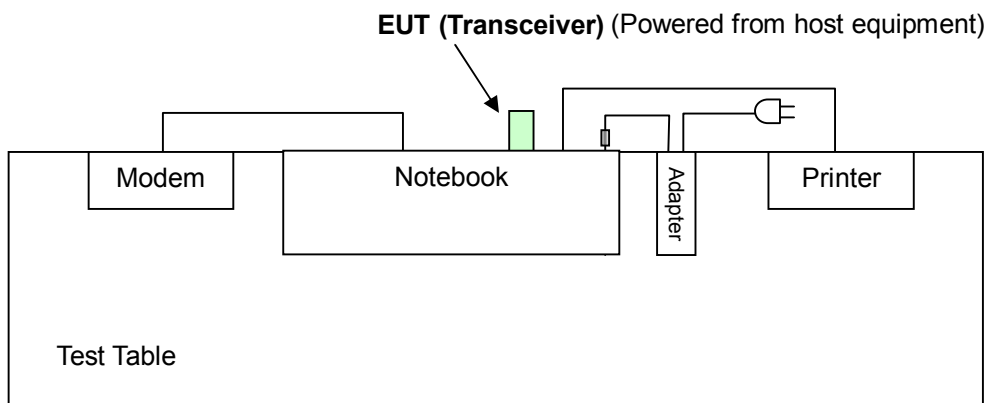 EUT (Transceiver) (Powered from host equipment)
Modem
Notebook
Adapter
Printer
Test Table